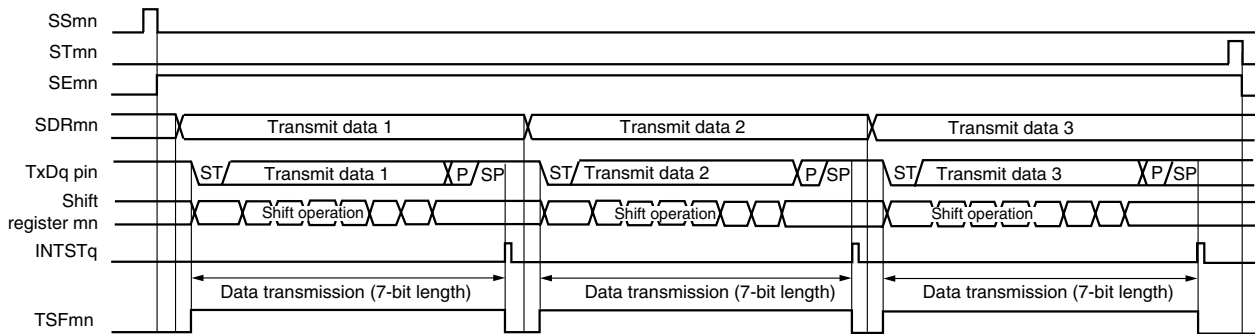 SSmn
STmn
SEmn
SDRmn Transmit data 1 Transmit data 2 Transmit data 3
TxDq pin ST Transmit data 1 P SP ST Transmit data 2 P SP ST Transmit data 3 P SP
Shift
register mn Shift operation Shift operation Shift operation
INTSTq
Data transmission (7-bit length) Data transmission (7-bit length) Data transmission (7-bit length)
TSFmn